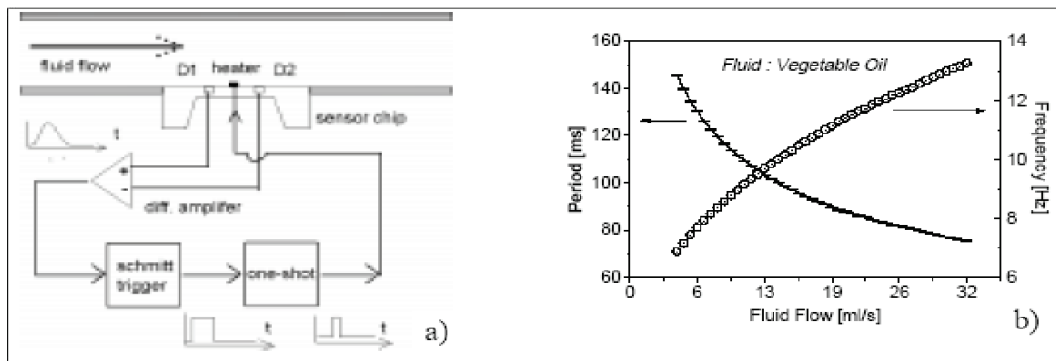 fluid flow
D1 heater D2
sensor chip
t
+
-
diff. amplifer
schmitt
trigger
one-shot
t
t
a)
160
140
120
100
80
60
Period [ms]
Fluid : Vegetable Oil
14
12
10
8
6
Frequency [Hz]
0 6 13 19 26 32
Fluid Flow [ml/s]
b)